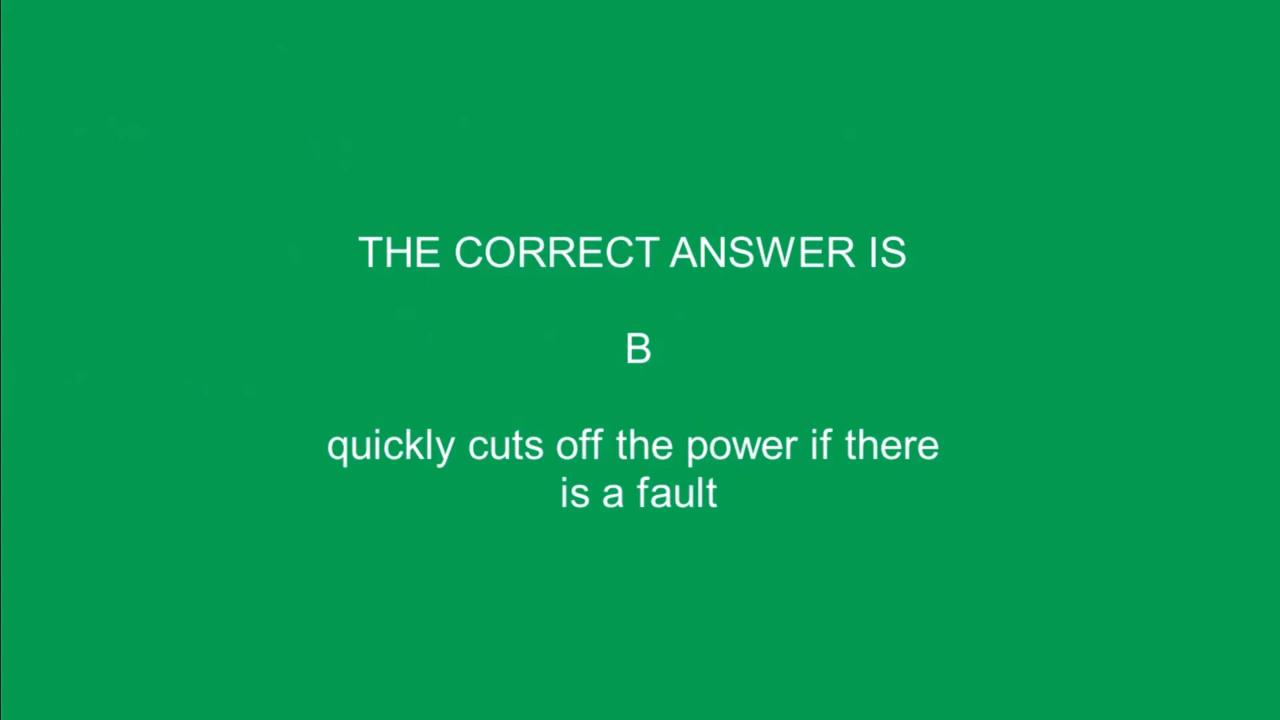 THE CORRECT ANSWER IS
B
quickly cuts off the power if there
is a fault